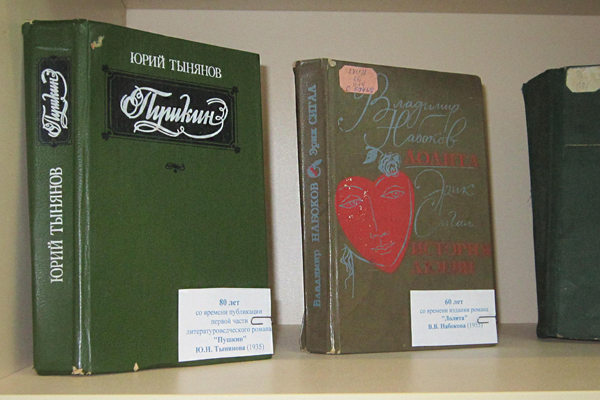 Пушкин
ЮРИЙ ТЫНЯНОВ
ЮРИЙ ТЫНЯНОВ
Пушкин
80 лет
со времени публикации
первой части
литературоведческого романа
"Пушкин"
Ю.Н. Тынянова (1935)
Владимир НАБОКОВ Эрик СИГАЛ
Владимир
Набоков
ЛОЛИТА
Эрик
Сигал
ИСТОРИЯ
ЛЮБВИ
60 лет
со времени издания романа
"Лолита"
В.В. Набокова (1955)